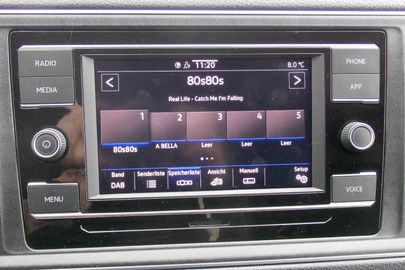 RADIO
MEDIA
MENU
11:20
8.0 °C
80s80s
Real Life - Catch Me I'm Falling
1 2 3 4 5
80s80s A BELLA Leer Leer Leer
Band Senderliste Speicherliste Ansicht Manuell Setup
DAB
PHONE
APP
VOICE